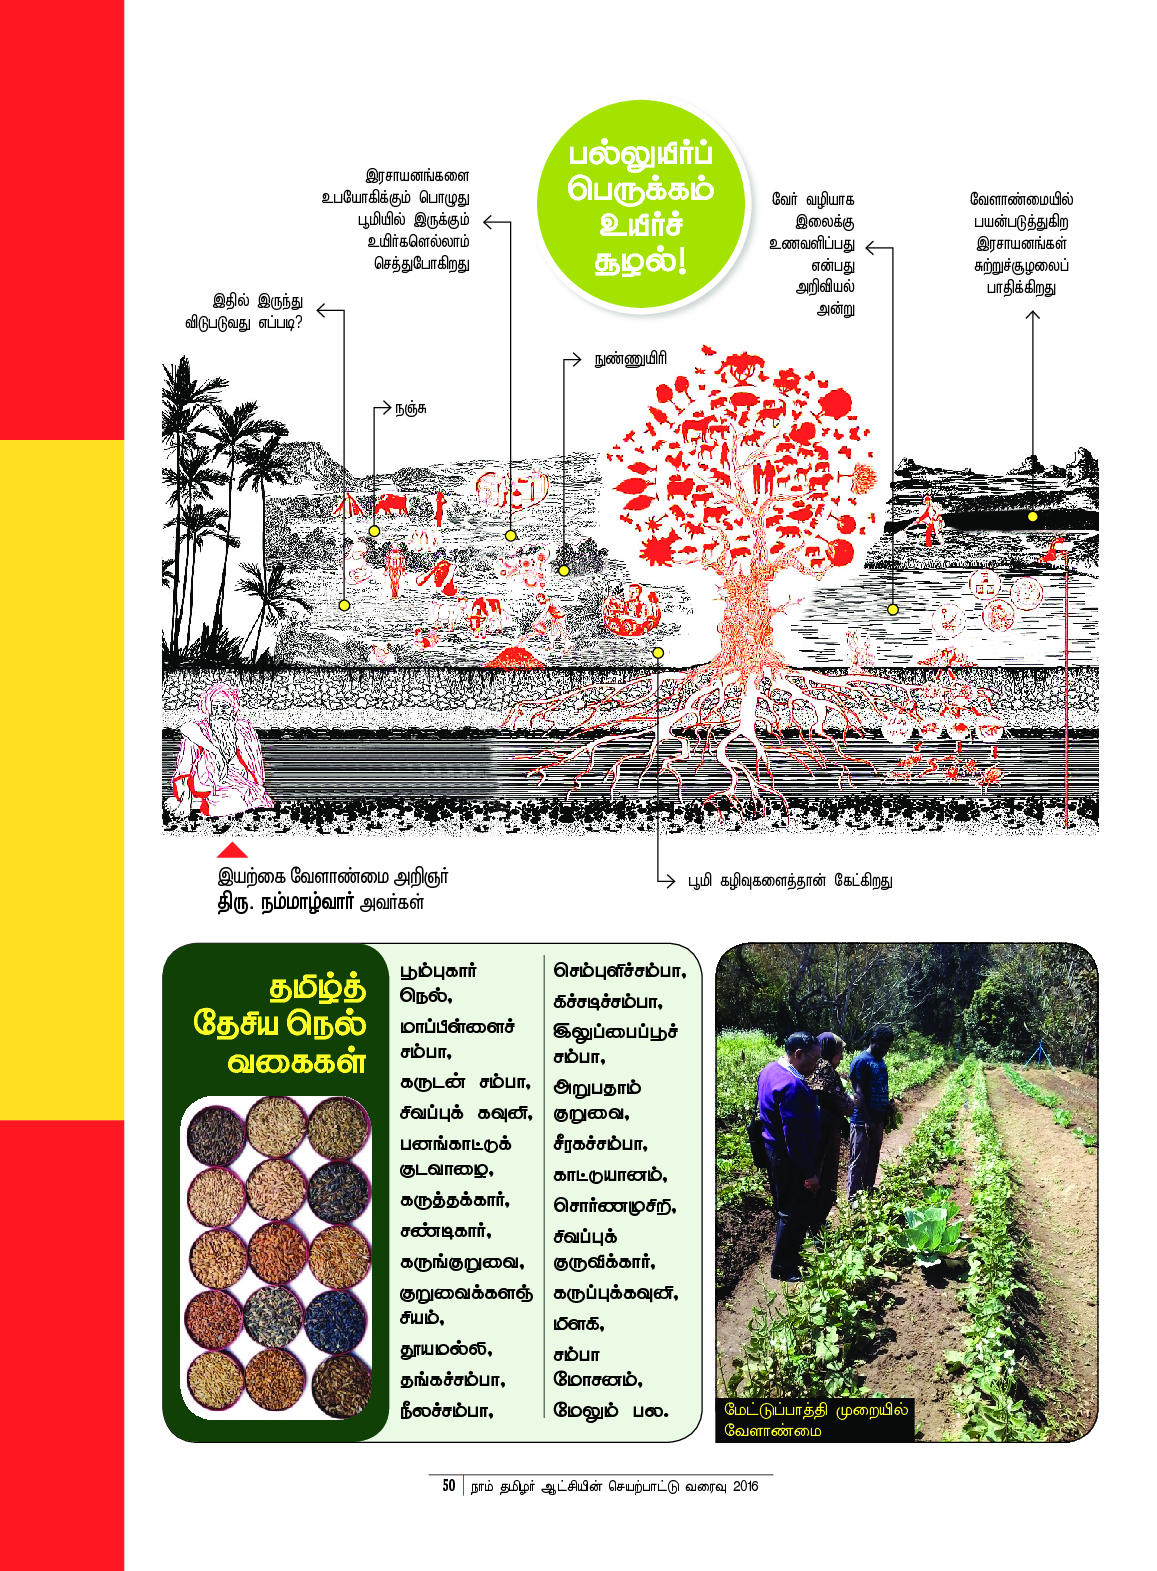 பல்லுயிர்ப்
பெருக்கம்
உயிர்ச்
சூழல்!
இரசாயனங்களை
உபயோகிக்கும் பொழுது
பூமியில் இருக்கும்
உயிர்களெல்லாம்
செத்துபோகிறது
வேர் வழியாக
இலைக்கு
உணவளிப்பது
என்பது
அறிவியல்
அன்று
வேளாண்மையில்
பயன்படுத்துகிற
இரசாயனங்கள்
சுற்றுச்சூழலைப்
பாதிக்கிறது
இதில் இருந்து
விடுபடுவது எப்படி?
நுண்ணுயிரி
நஞ்சு
இயற்கை வேளாண்மை அறிஞர்
திரு. நம்மாழ்வார் அவர்கள்
பூமி கழிவுகளைத்தான் கேட்கிறது
தமிழ்த்
தேசிய நெல்
வகைகள்
பூம்புகார்
நெல்,
மாப்பிள்ளைச்
சம்பா,
கருடன் சம்பா,
சிவப்புக் கவுனி,
பனங்காட்டுக்
குடவாழை,
கருத்தக்கார்,
சண்டிகார்,
கருங்குறுவை,
குறுவைக்களஞ்
சியம்,
தூயமல்லி,
தங்கச்சம்பா,
நீலச்சம்பா,
செம்புளிச்சம்பா,
கிச்சடிச்சம்பா,
இலுப்பைப்பூச்
சம்பா,
அறுபதாம்
குறுவை,
சீரகச்சம்பா,
காட்டுயானம்,
சொர்ணமுசிறி,
சிவப்புக்
குருவிக்கார்,
கருப்புக்கவுனி,
மிளகி,
சம்பா
மோசனம்,
மேலும் பல.
மேட்டுப்பாத்தி முறையில்
வேளாண்மை
50 நாம் தமிழர் ஆட்சியின் செயற்பாட்டு வரைவு 2016